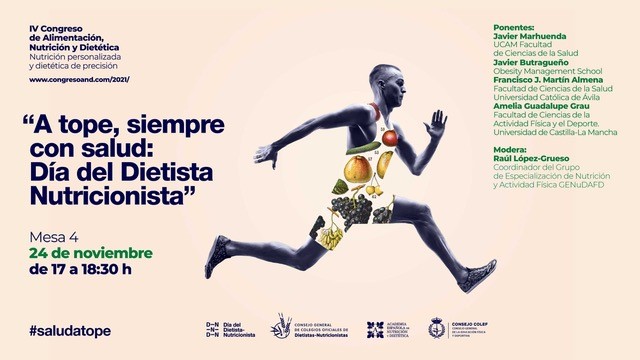 IV Congreso
de Alimentación,
Nutrición y Dietética
Nutrición personalizada
y dietética de precisión
www.congresoand.com/2021/
“A tope, siempre
con salud:
Día del Dietista
Nutricionista”
Mesa 4
24 de noviembre
de 17 a 18:30 h
#saludatope
Ponentes:
Javier Marhuenda
UCAM Facultad
de Ciencias de la Salud
Javier Butragueño
Obesity Management School
Francisco J. Martín Almena
Facultad de Ciencias de la Salud
Universidad Católica de Ávila.
Amelia Guadalupe Grau
Facultad de Ciencias de la
Actividad Física y el Deporte.
Universidad de Castilla-La Mancha
Modera:
Raúl López-Grueso
Coordinador del Grupo
de Especialización de Nutrición
y Actividad Física GENuDAFD
Día del
Dietista-
Nutricionista
CONSEJO GENERAL
DE COLEGIOS OFICIALES DE
Dietistas-Nutricionistas
ACADEMIA
ESPAÑOLA DE
NUTRICIÓN
Y DIETÉTICA
CONSEJO COLEF